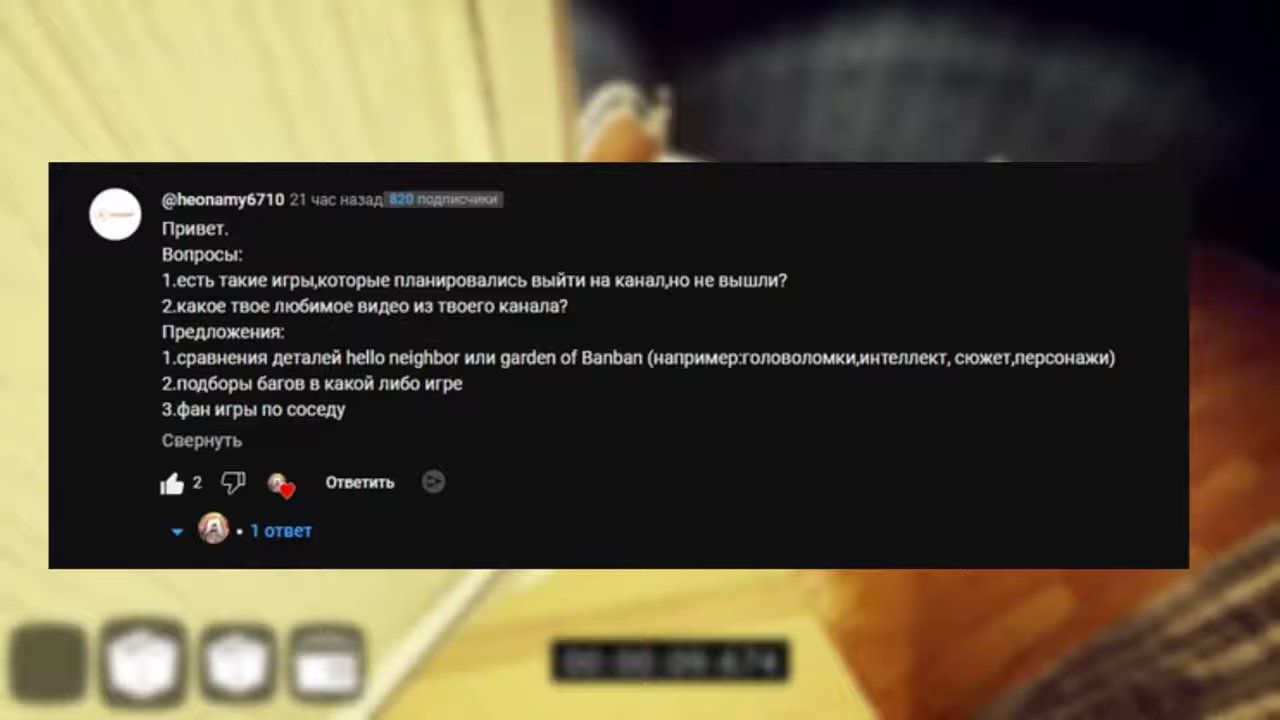 @heonamy6710 21 час назад 820 подписчики
Привет.
Вопросы:
1.есть такие игры,которые планировались выйти на канал,но не вышли?
2.какое твое любимое видео из твоего канала?
Предложения:
1.сравнения деталей hello neighbor или garden of Banban (например:головоломки,интеллект, сюжет,персонажи)
2.подборы багов в какой либо игре
3.фан игры по соседу
Свернуть
2 Ответить
• 1 ответ